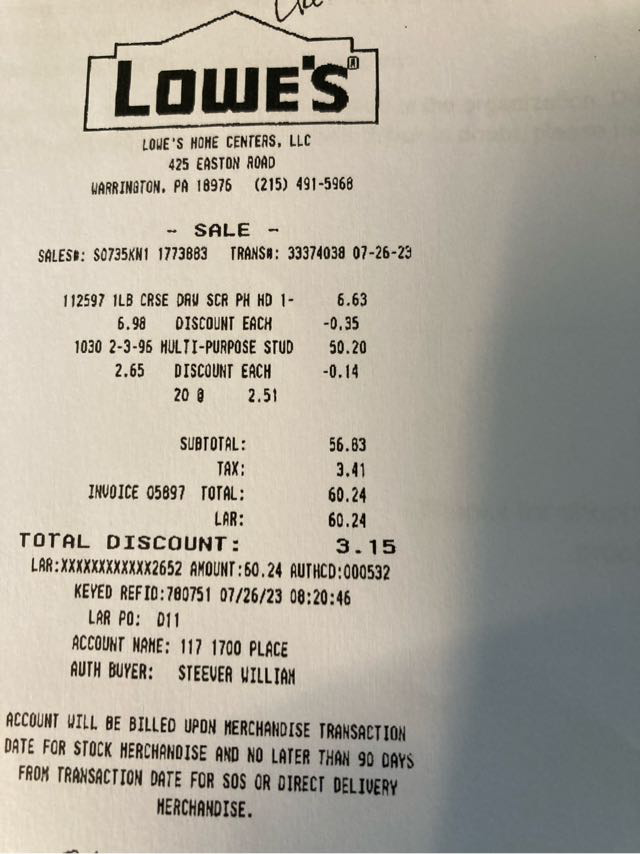 LOWE'S®
LOWE'S HOME CENTERS, LLC
425 EASTON ROAD
WARRINGTON, PA 18976 (215) 491-5968
- SALE -
SALES#: S0735KN1 1773883 TRANS#: 33374038 07-26-23
112597 1LB CRSE DRW SCR PH HD 1- 6.63
6.98 DISCOUNT EACH -0.35
1030 2-3-96 MULTI-PURPOSE STUD 50.20
2.65 DISCOUNT EACH -0.14
20 @ 2.51
SUBTOTAL: 56.83
TAX: 3.41
INVOICE 05897 TOTAL: 60.24
LAR: 60.24
TOTAL DISCOUNT: 3.15
LAR:XXXXXXXXXXXX2652 AMOUNT:60.24 AUTHCD:000532
KEYED REFID:780751 07/26/23 08:20:46
LAR PO: D11
ACCOUNT NAME: 117 1700 PLACE
AUTH BUYER: STEEVER WILLIAM
ACCOUNT WILL BE BILLED UPON MERCHANDISE TRANSACTION
DATE FOR STOCK MERCHANDISE AND NO LATER THAN 90 DAYS
FROM TRANSACTION DATE FOR SOS OR DIRECT DELIVERY
MERCHANDISE.